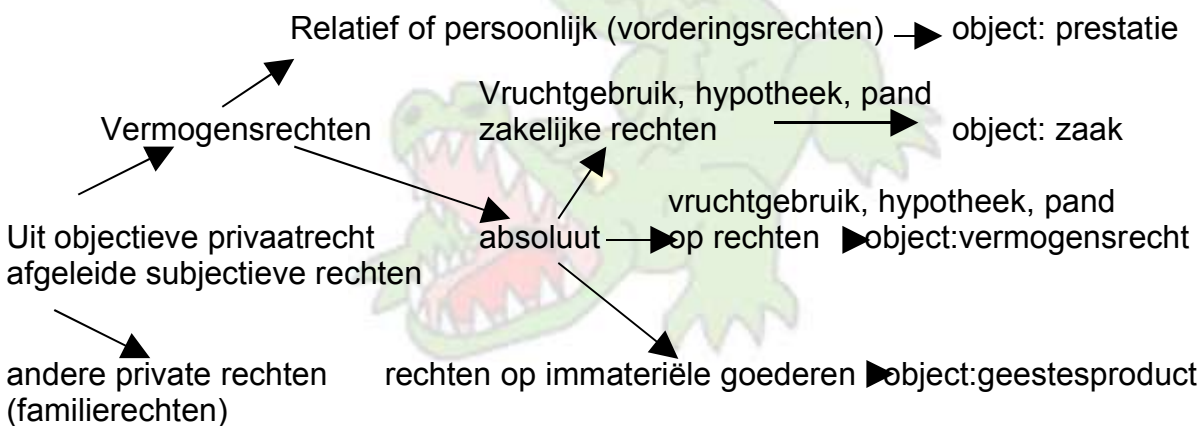 Relatief of persoonlijk (vorderingsrechten) object: prestatie
Vruchtgebruik, hypotheek, pand
Vermogensrechten zakelijke rechten object: zaak
vruchtgebruik, hypotheek, pand
Uit objectieve privaatrecht absoluut op rechten object:vermogensrecht
afgeleide subjectieve rechten
andere private rechten rechten op immateriële goederen object:geestesproduct
(familierechten)